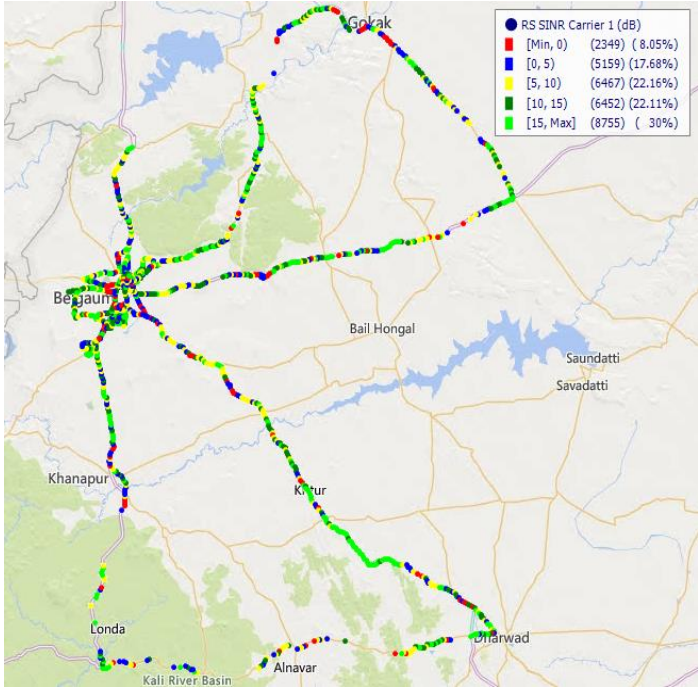 Gokak
RS SINR Carrier 1 (dB)
[Min, 0) (2349) ( 8.05%)
[0, 5) (5159) (17.68%)
[5, 10) (6467) (22.16%)
[10, 15) (6452) (22.11%)
[15, Max] (8755) ( 30%)
Belgaum
Bail Hongal
Saundatti
Savadatti
Khanapur
Kittur
Londa
Dharwad
Alnavar
Kali River Basin